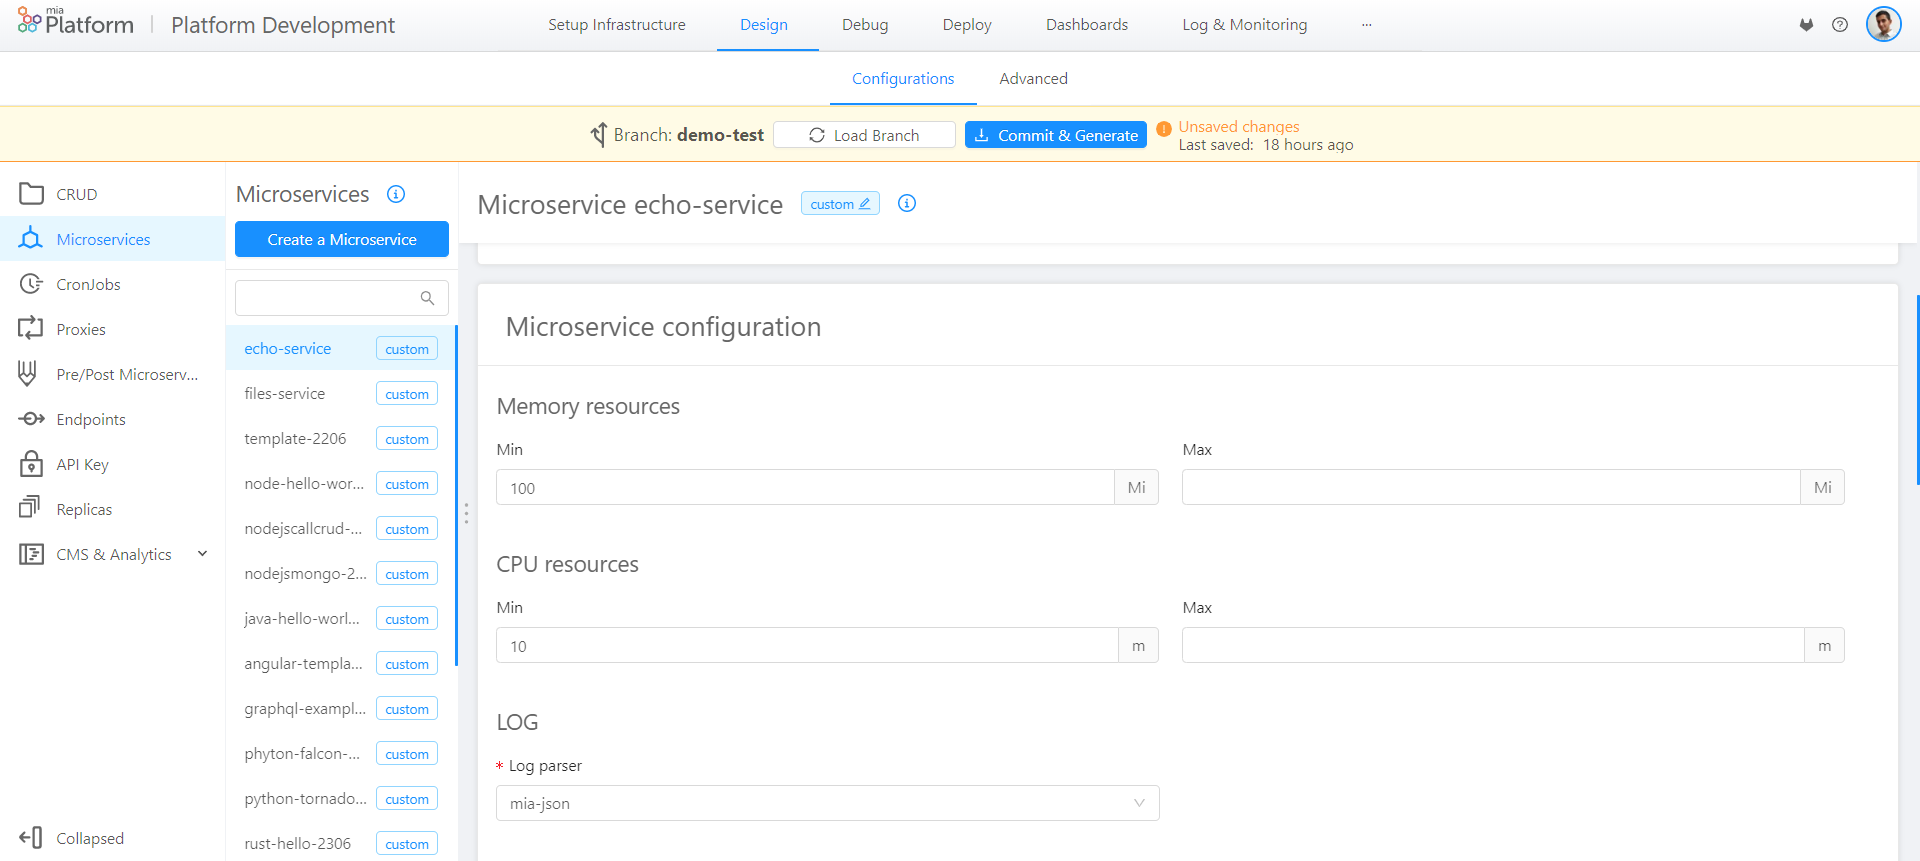 mia
Platform
Platform Development
Setup Infrastructure
Design
Debug
Deploy
Dashboards
Log & Monitoring
...
Configurations
Advanced
Branch: demo-test
Load Branch
Commit & Generate
Unsaved changes
Last saved: 18 hours ago
CRUD
Microservices
CronJobs
Proxies
Pre/Post Microserv...
Endpoints
API Key
Replicas
CMS & Analytics
Collapsed
Microservices
Create a Microservice
echo-service custom
files-service custom
template-2206 custom
node-hello-wor... custom
nodejscallcrud-... custom
nodejsmongo-2... custom
java-hello-worl... custom
angular-templa... custom
graphql-exampl... custom
phyton-falcon-... custom
python-tornado... custom
rust-hello-2306 custom
Microservice echo-service custom
Microservice configuration
Memory resources
Min
100 Mi
Max
Mi
CPU resources
Min
10 m
Max
m
LOG
* Log parser
mia-json